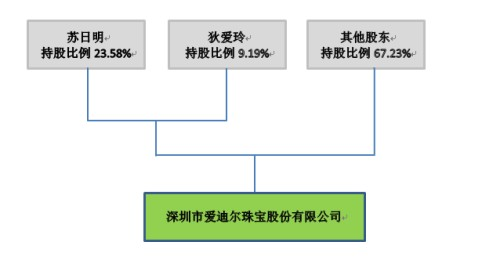 苏日明
持股比例 23.58%
狄爱玲
持股比例 9.19%
其他股东
持股比例 67.23%
深圳市爱迪尔珠宝股份有限公司